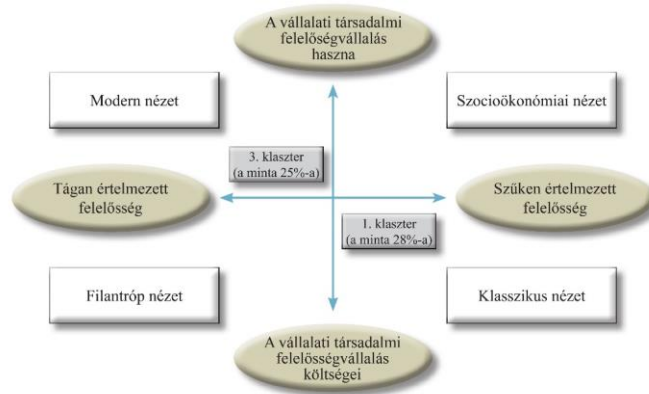 A vállalati társadalmi
felelőségvállalás
haszna
Modern nézet
Szocioökonómiai nézet
3. klaszter
(a minta 25%-a)
Tágan értelmezett
felelősség
Szűken értelmezett
felelősség
1. klaszter
(a minta 28%-a)
Filantróp nézet
Klasszikus nézet
A vállalati társadalmi
felelősségvállalás
költségei